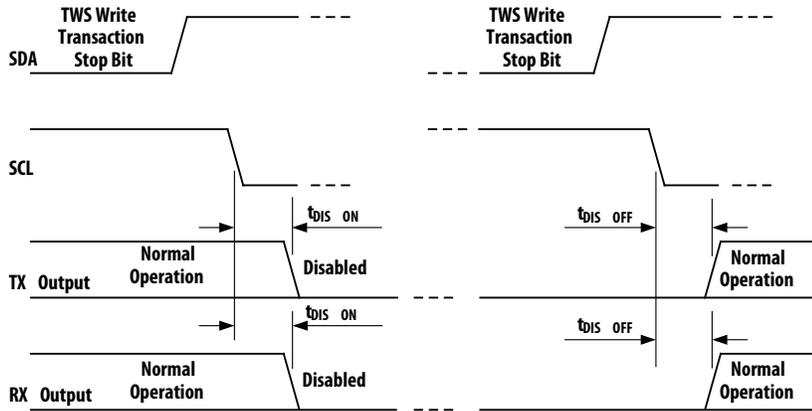 TWS Write
Transaction
Stop Bit
TWS Write
Transaction
Stop Bit
SDA
SCL
tDIS ON
tDIS OFF
Normal
Operation
Disabled
Normal
Operation
TX Output
tDIS ON
tDIS OFF
Normal
Operation
Disabled
Normal
Operation
RX Output